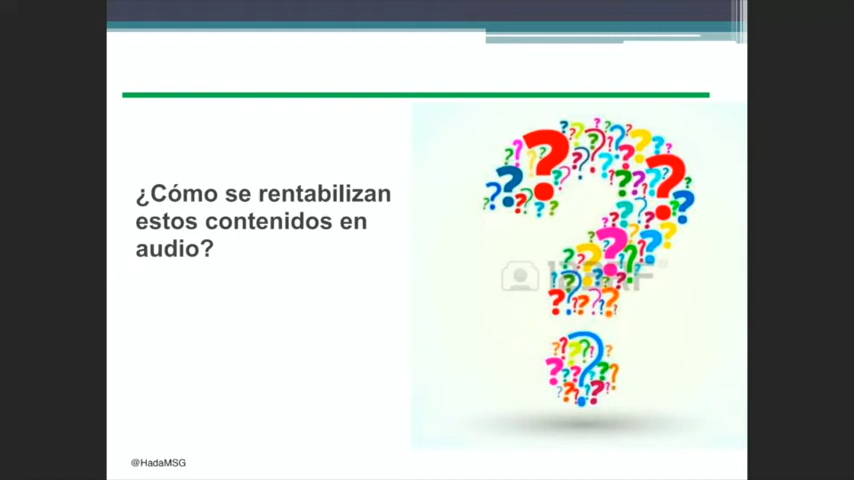 ¿Cómo se rentabilizan
estos contenidos en
audio?
@HadaMSG